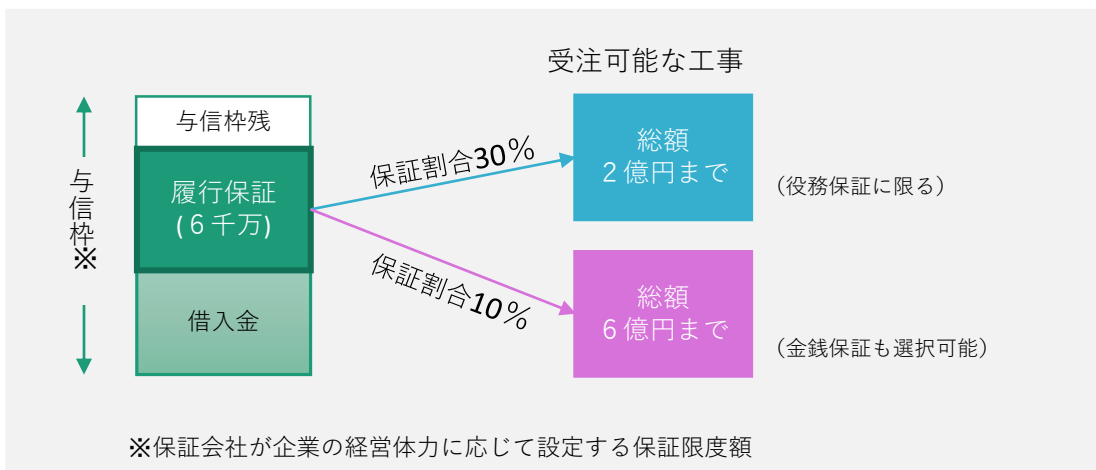 受注可能な工事
与信枠※
与信枠残
履行保証
(６千万)
借入金
保証割合30％
総額
２億円まで
（役務保証に限る）
保証割合10％
総額
６億円まで
（金銭保証も選択可能）
※保証会社が企業の経営体力に応じて設定する保証限度額